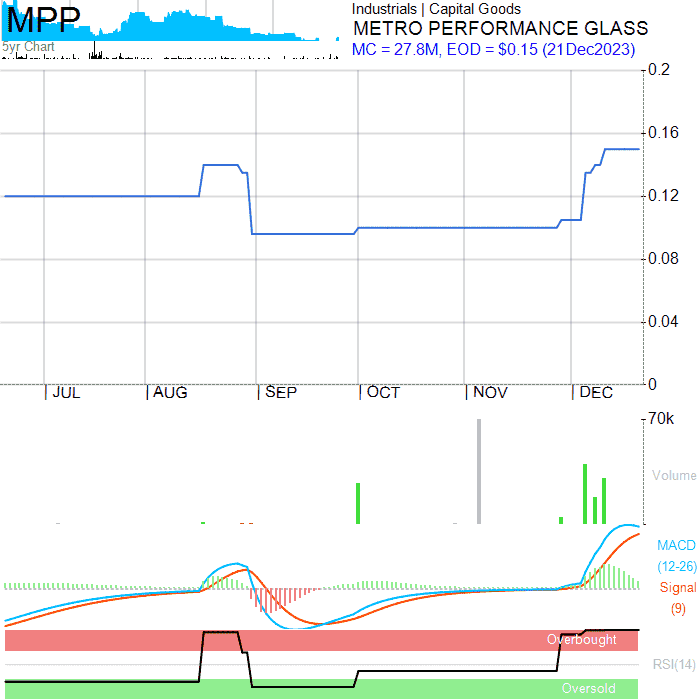 MPP
5yr Chart
Industrials | Capital Goods
METRO PERFORMANCE GLASS
MC = 27.8M, EOD = $0.15 (21Dec2023)
0.2
0.16
0.12
0.08
0.04
0
JUL AUG SEP OCT NOV DEC
70k
Volume
MACD
(12-26)
Signal
(9)
Overbought
RSI(14)
Oversold